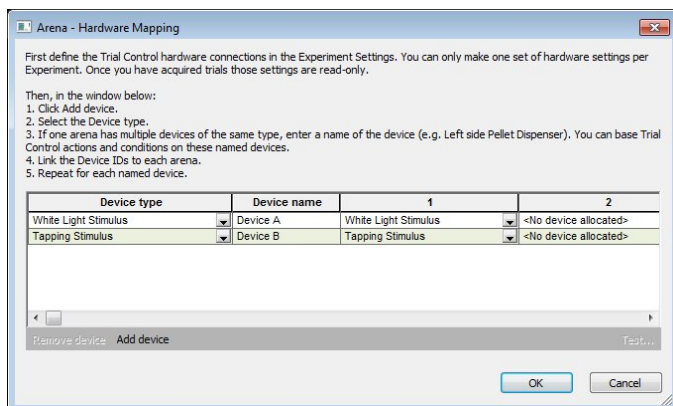 Arena - Hardware Mapping
First define the Trial Control hardware connections in the Experiment Settings. You can only make one set of hardware settings per
Experiment. Once you have acquired trials those settings are read-only.
Then, in the window below:
1. Click Add device.
2. Select the Device type.
3. If one arena has multiple devices of the same type, enter a name of the device (e.g. Left side Pellet Dispenser). You can base Trial
Control actions and conditions on these named devices.
4. Link the Device IDs to each arena.
5. Repeat for each named device.
Device type Device name 1 2
White Light Stimulus Device A White Light Stimulus <No device allocated>
Tapping Stimulus Device B Tapping Stimulus <No device allocated>
Remove device Add device Test...
OK Cancel